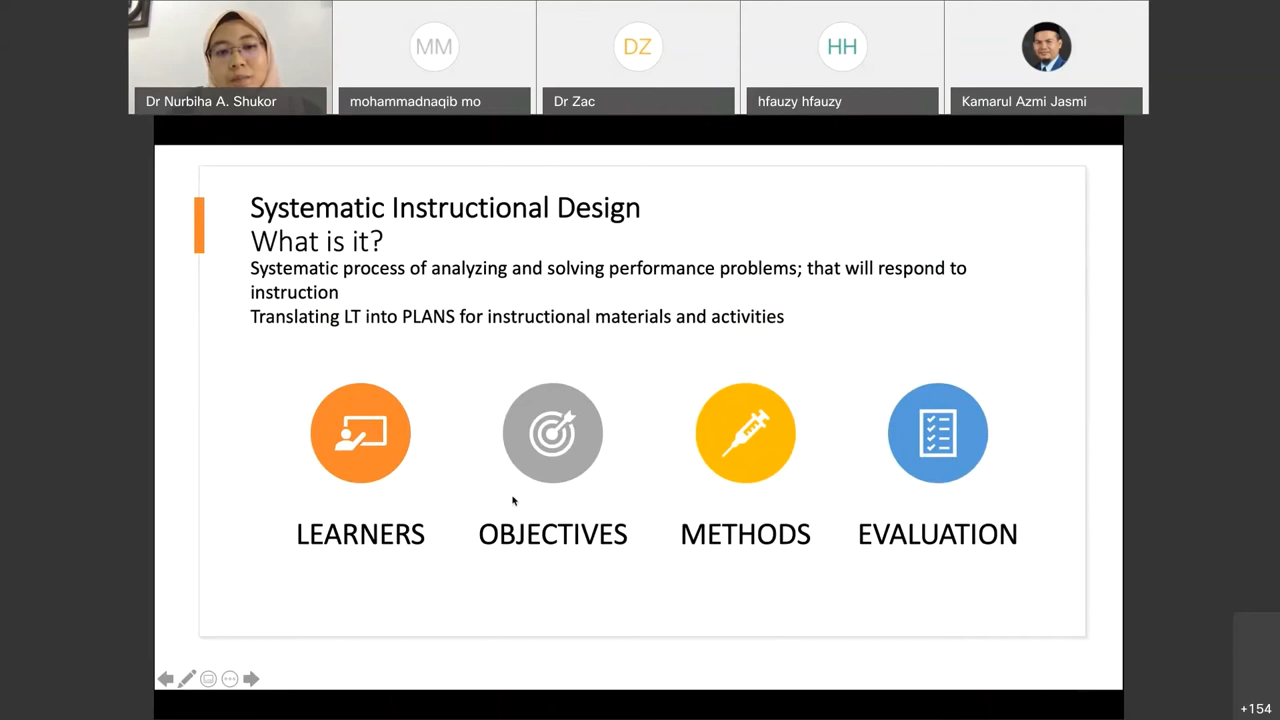 MM
DZ
HH
Dr Nurbiha A. Shukor
mohammadnaqib mo
Dr Zac
hfauzy hfauzy
Kamarul Azmi Jasmi
Systematic Instructional Design
What is it?
Systematic process of analyzing and solving performance problems; that will respond to
instruction
Translating LT into PLANS for instructional materials and activities
LEARNERS
OBJECTIVES
METHODS
EVALUATION
+154